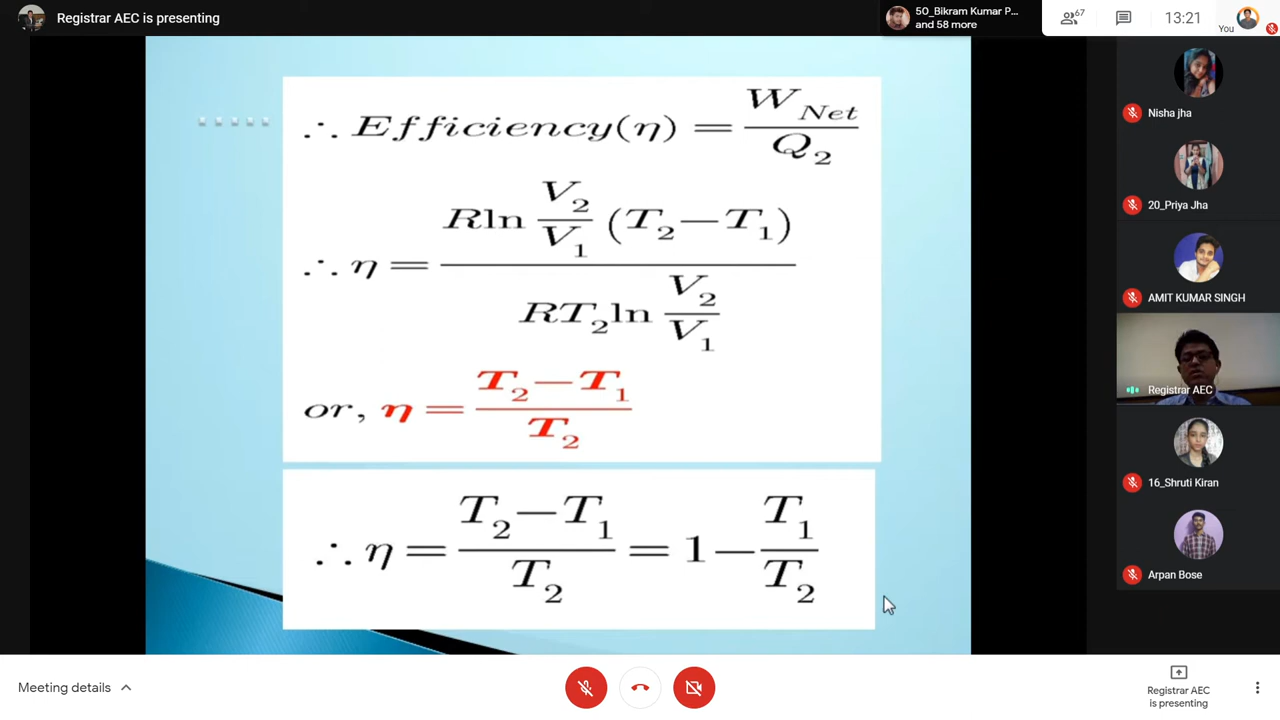 Registrar AEC is presenting
50_Bikram Kumar P...
and 58 more
67
13:21
You
∴ Efficiency(η) = W_Net / Q_2
∴ η = R ln V_2/V_1 (T_2 − T_1) / RT_2 ln V_2/V_1
or, η = T_2 − T_1 / T_2
∴ η = T_2 − T_1 / T_2 = 1 − T_1 / T_2
Nisha jha
20_Priya Jha
AMIT KUMAR SINGH
Registrar AEC
16_Shruti Kiran
Arpan Bose
Meeting details
Registrar AEC
is presenting